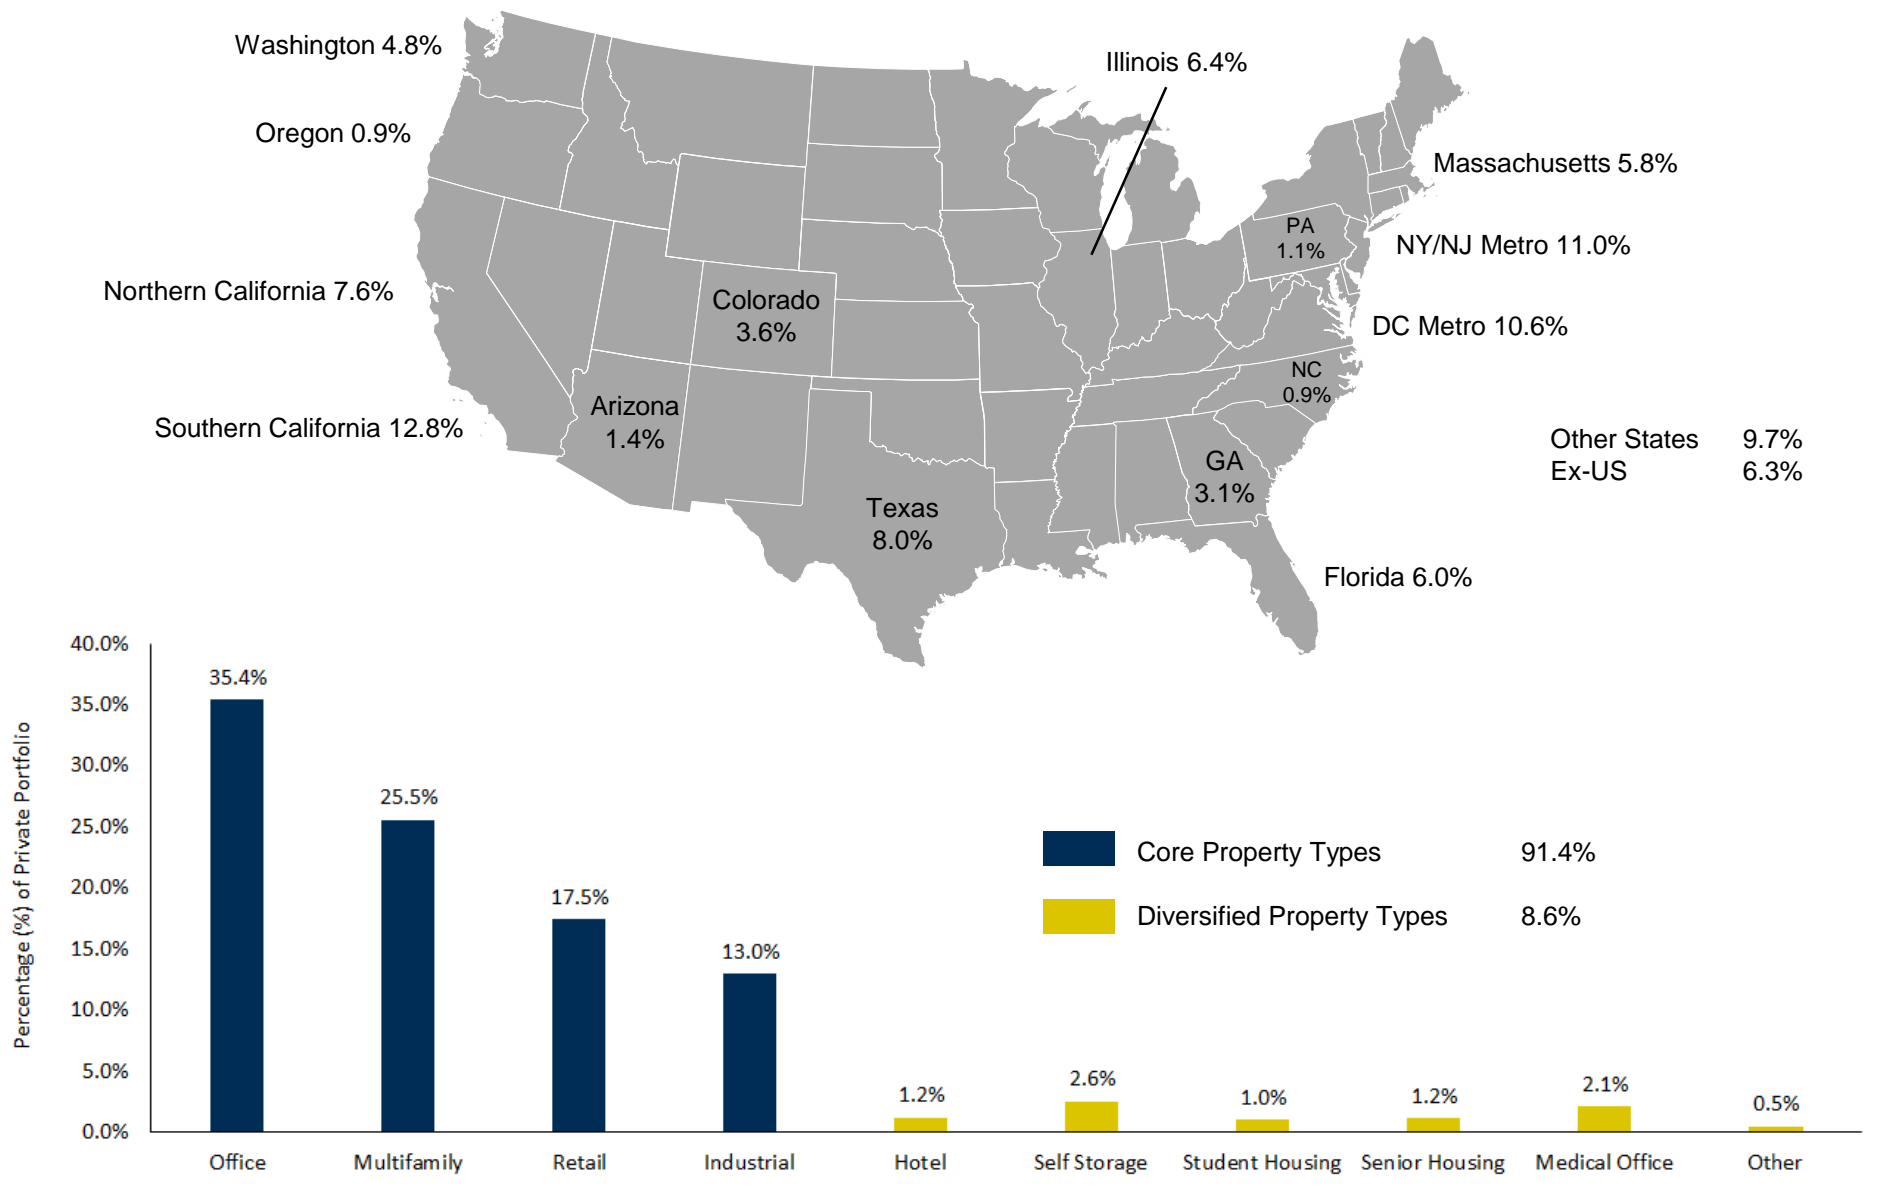 Washington 4.8%
Illinois 6.4%
Oregon 0.9%
Massachusetts 5.8%
PA
1.1%
NY/NJ Metro 11.0%
Northern California 7.6%
Colorado
3.6%
DC Metro 10.6%
NC
0.9%
Arizona
1.4%
Southern California 12.8%
Other States 9.7%
Ex-US 6.3%
GA
3.1%
Texas
8.0%
Florida 6.0%
Percentage (%) of Private Portfolio
40.0%
35.0%
30.0%
25.0%
20.0%
15.0%
10.0%
5.0%
0.0%
35.4%
25.5%
17.5%
13.0%
1.2%
2.6%
1.0%
1.2%
2.1%
0.5%
Core Property Types 91.4%
Diversified Property Types 8.6%
Office
Multifamily
Retail
Industrial
Hotel
Self Storage
Student Housing
Senior Housing
Medical Office
Other